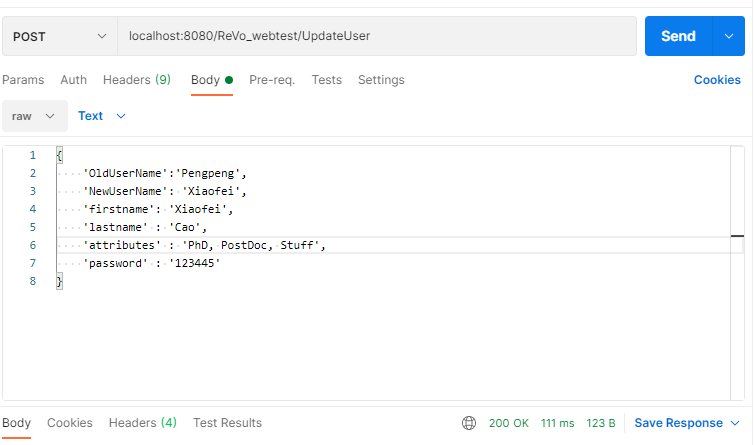 POST localhost:8080/ReVo_webtest/UpdateUser Send
Params Auth Headers (9) Body Pre-req. Tests Settings Cookies
raw Text
1 {
2 'OldUserName':'Pengpeng',
3 'NewUserName': 'Xiaofei',
4 'firstname': 'Xiaofei',
5 'lastname' : 'Cao',
6 'attributes' : 'PhD, PostDoc, Stuff',
7 'password' : '123445'
8 }
Body Cookies Headers (4) Test Results 200 OK 111 ms 123 B Save Response